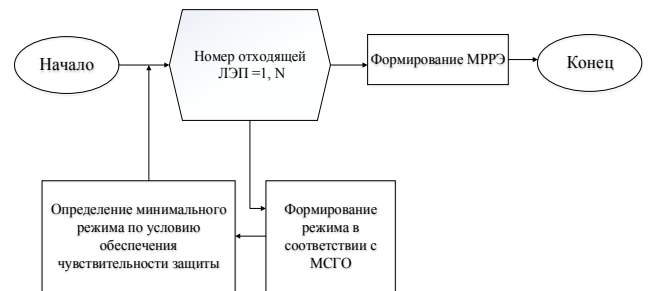 Начало
Номер отходящей
ЛЭП =1, N
Формирование МРРЭ
Конец
Определение минимального
режима по условию
обеспечения
чувствительности защиты
Формирование
режима в
соответствии с
МСГО